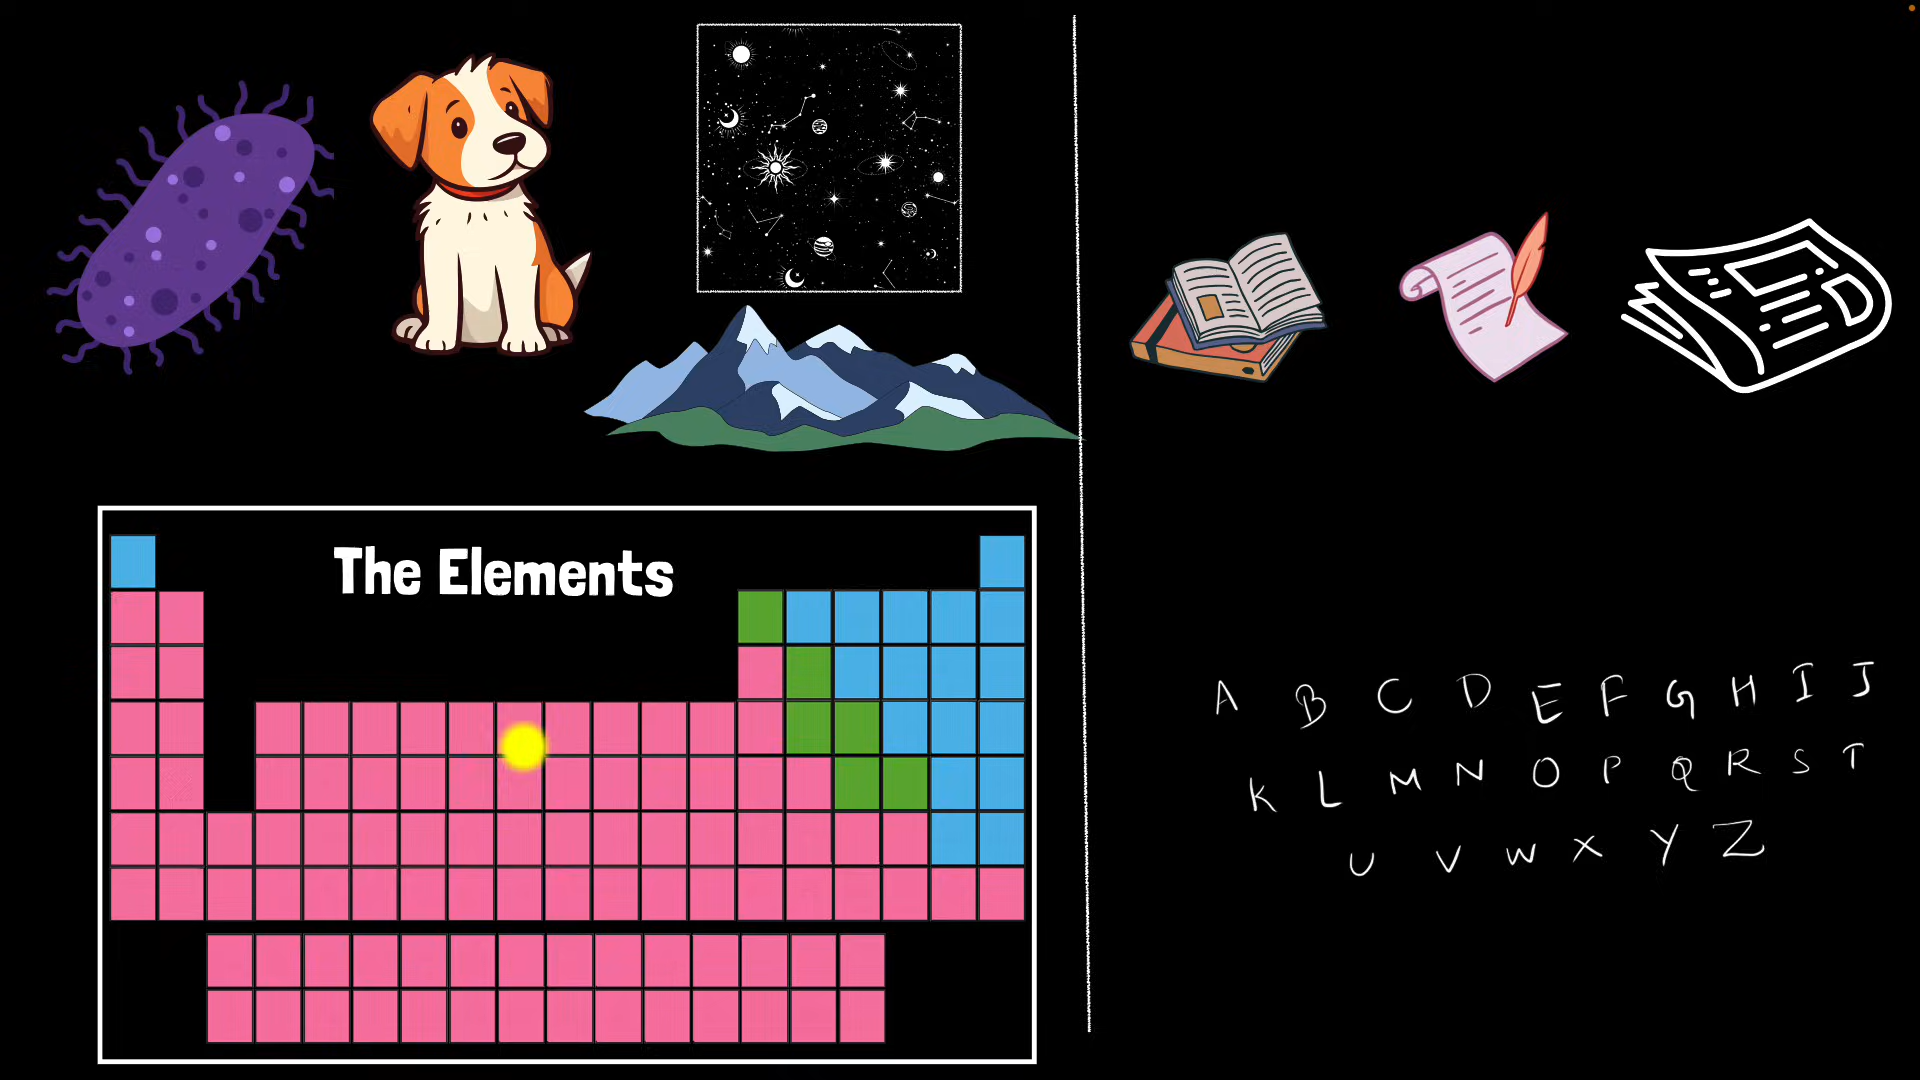 The Elements
A B C D E F G H I J
K L M N O P Q R S T
U V W X Y Z